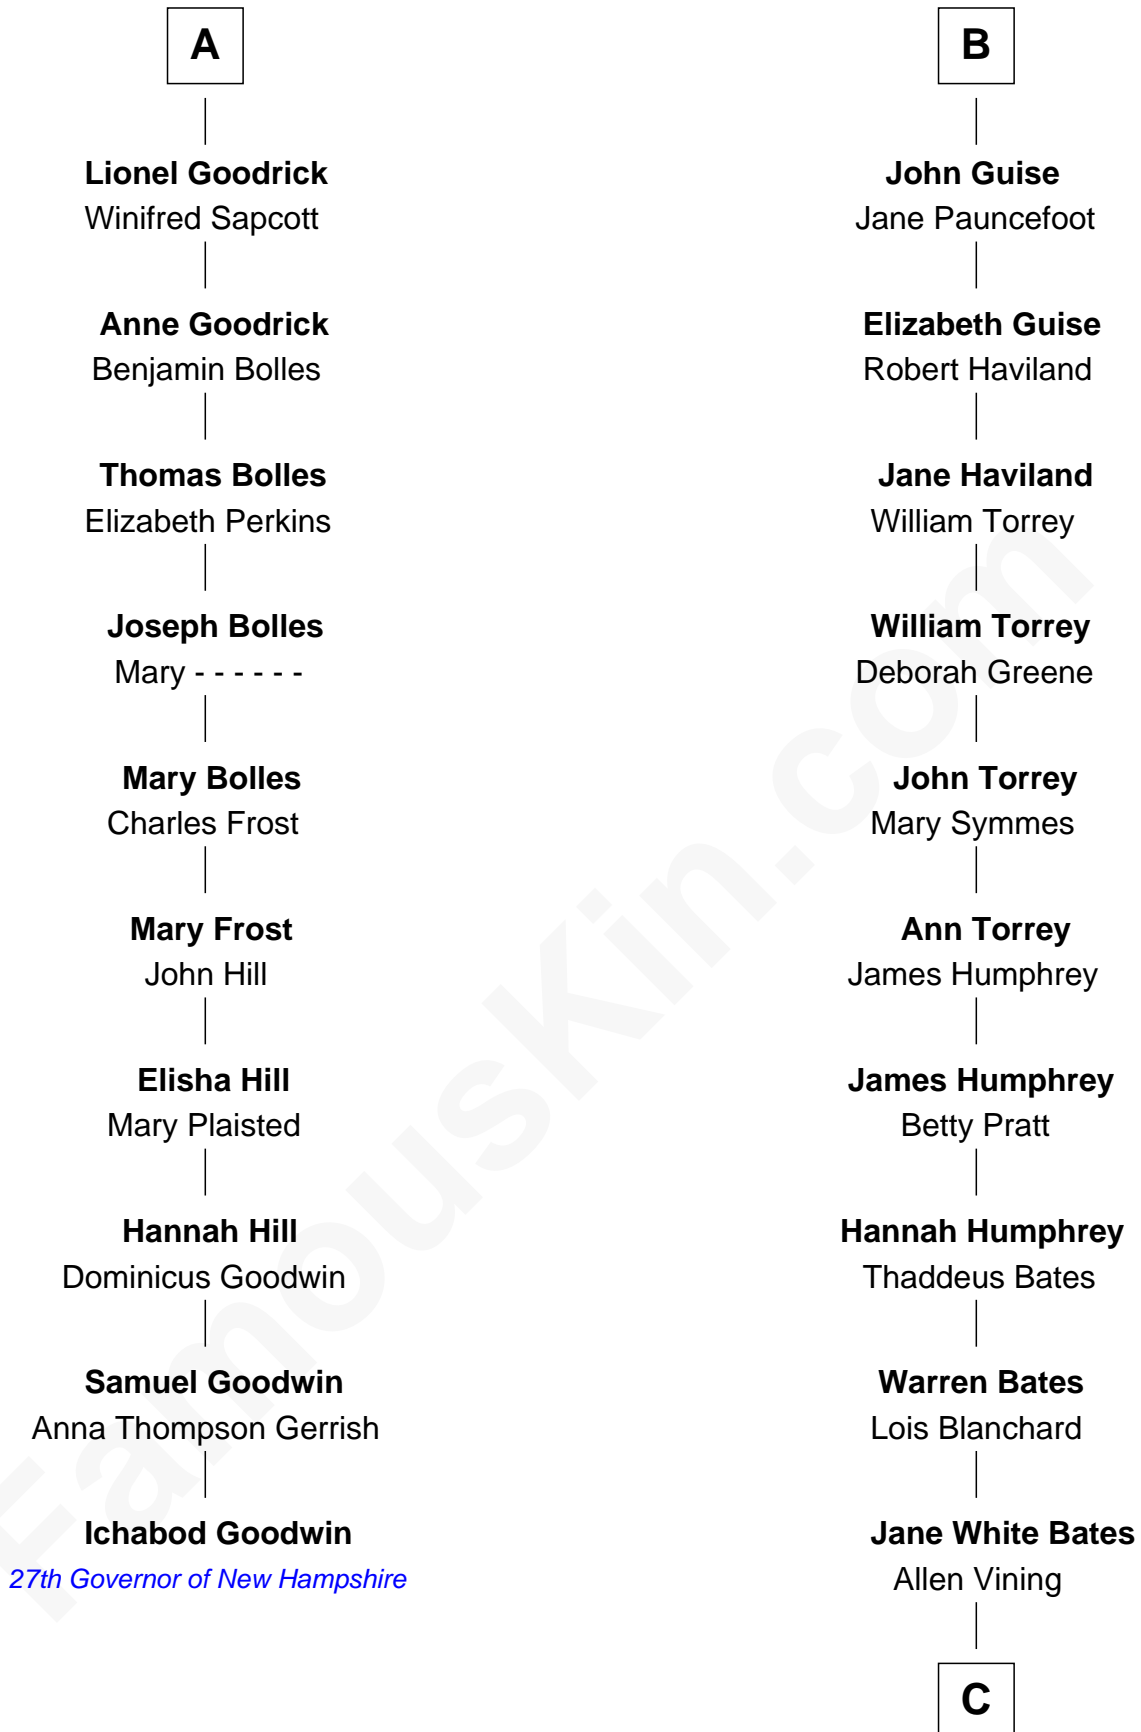 A
Lionel Goodrick
Winifred Sapcott
Anne Goodrick
Benjamin Bolles
Thomas Bolles
Elizabeth Perkins
Joseph Bolles
Mary - - - - - -
Mary Bolles
Charles Frost
Mary Frost
John Hill
Elisha Hill
Mary Plaisted
Hannah Hill
Dominicus Goodwin
Samuel Goodwin
Anna Thompson Gerrish
Ichabod Goodwin
27th Governor of New Hampshire
B
John Guise
Jane Pauncefoot
Elizabeth Guise
Robert Haviland
Jane Haviland
William Torrey
William Torrey
Deborah Greene
John Torrey
Mary Symmes
Ann Torrey
James Humphrey
James Humphrey
Betty Pratt
Hannah Humphrey
Thaddeus Bates
Warren Bates
Lois Blanchard
Jane White Bates
Allen Vining
C
FamousKin.com